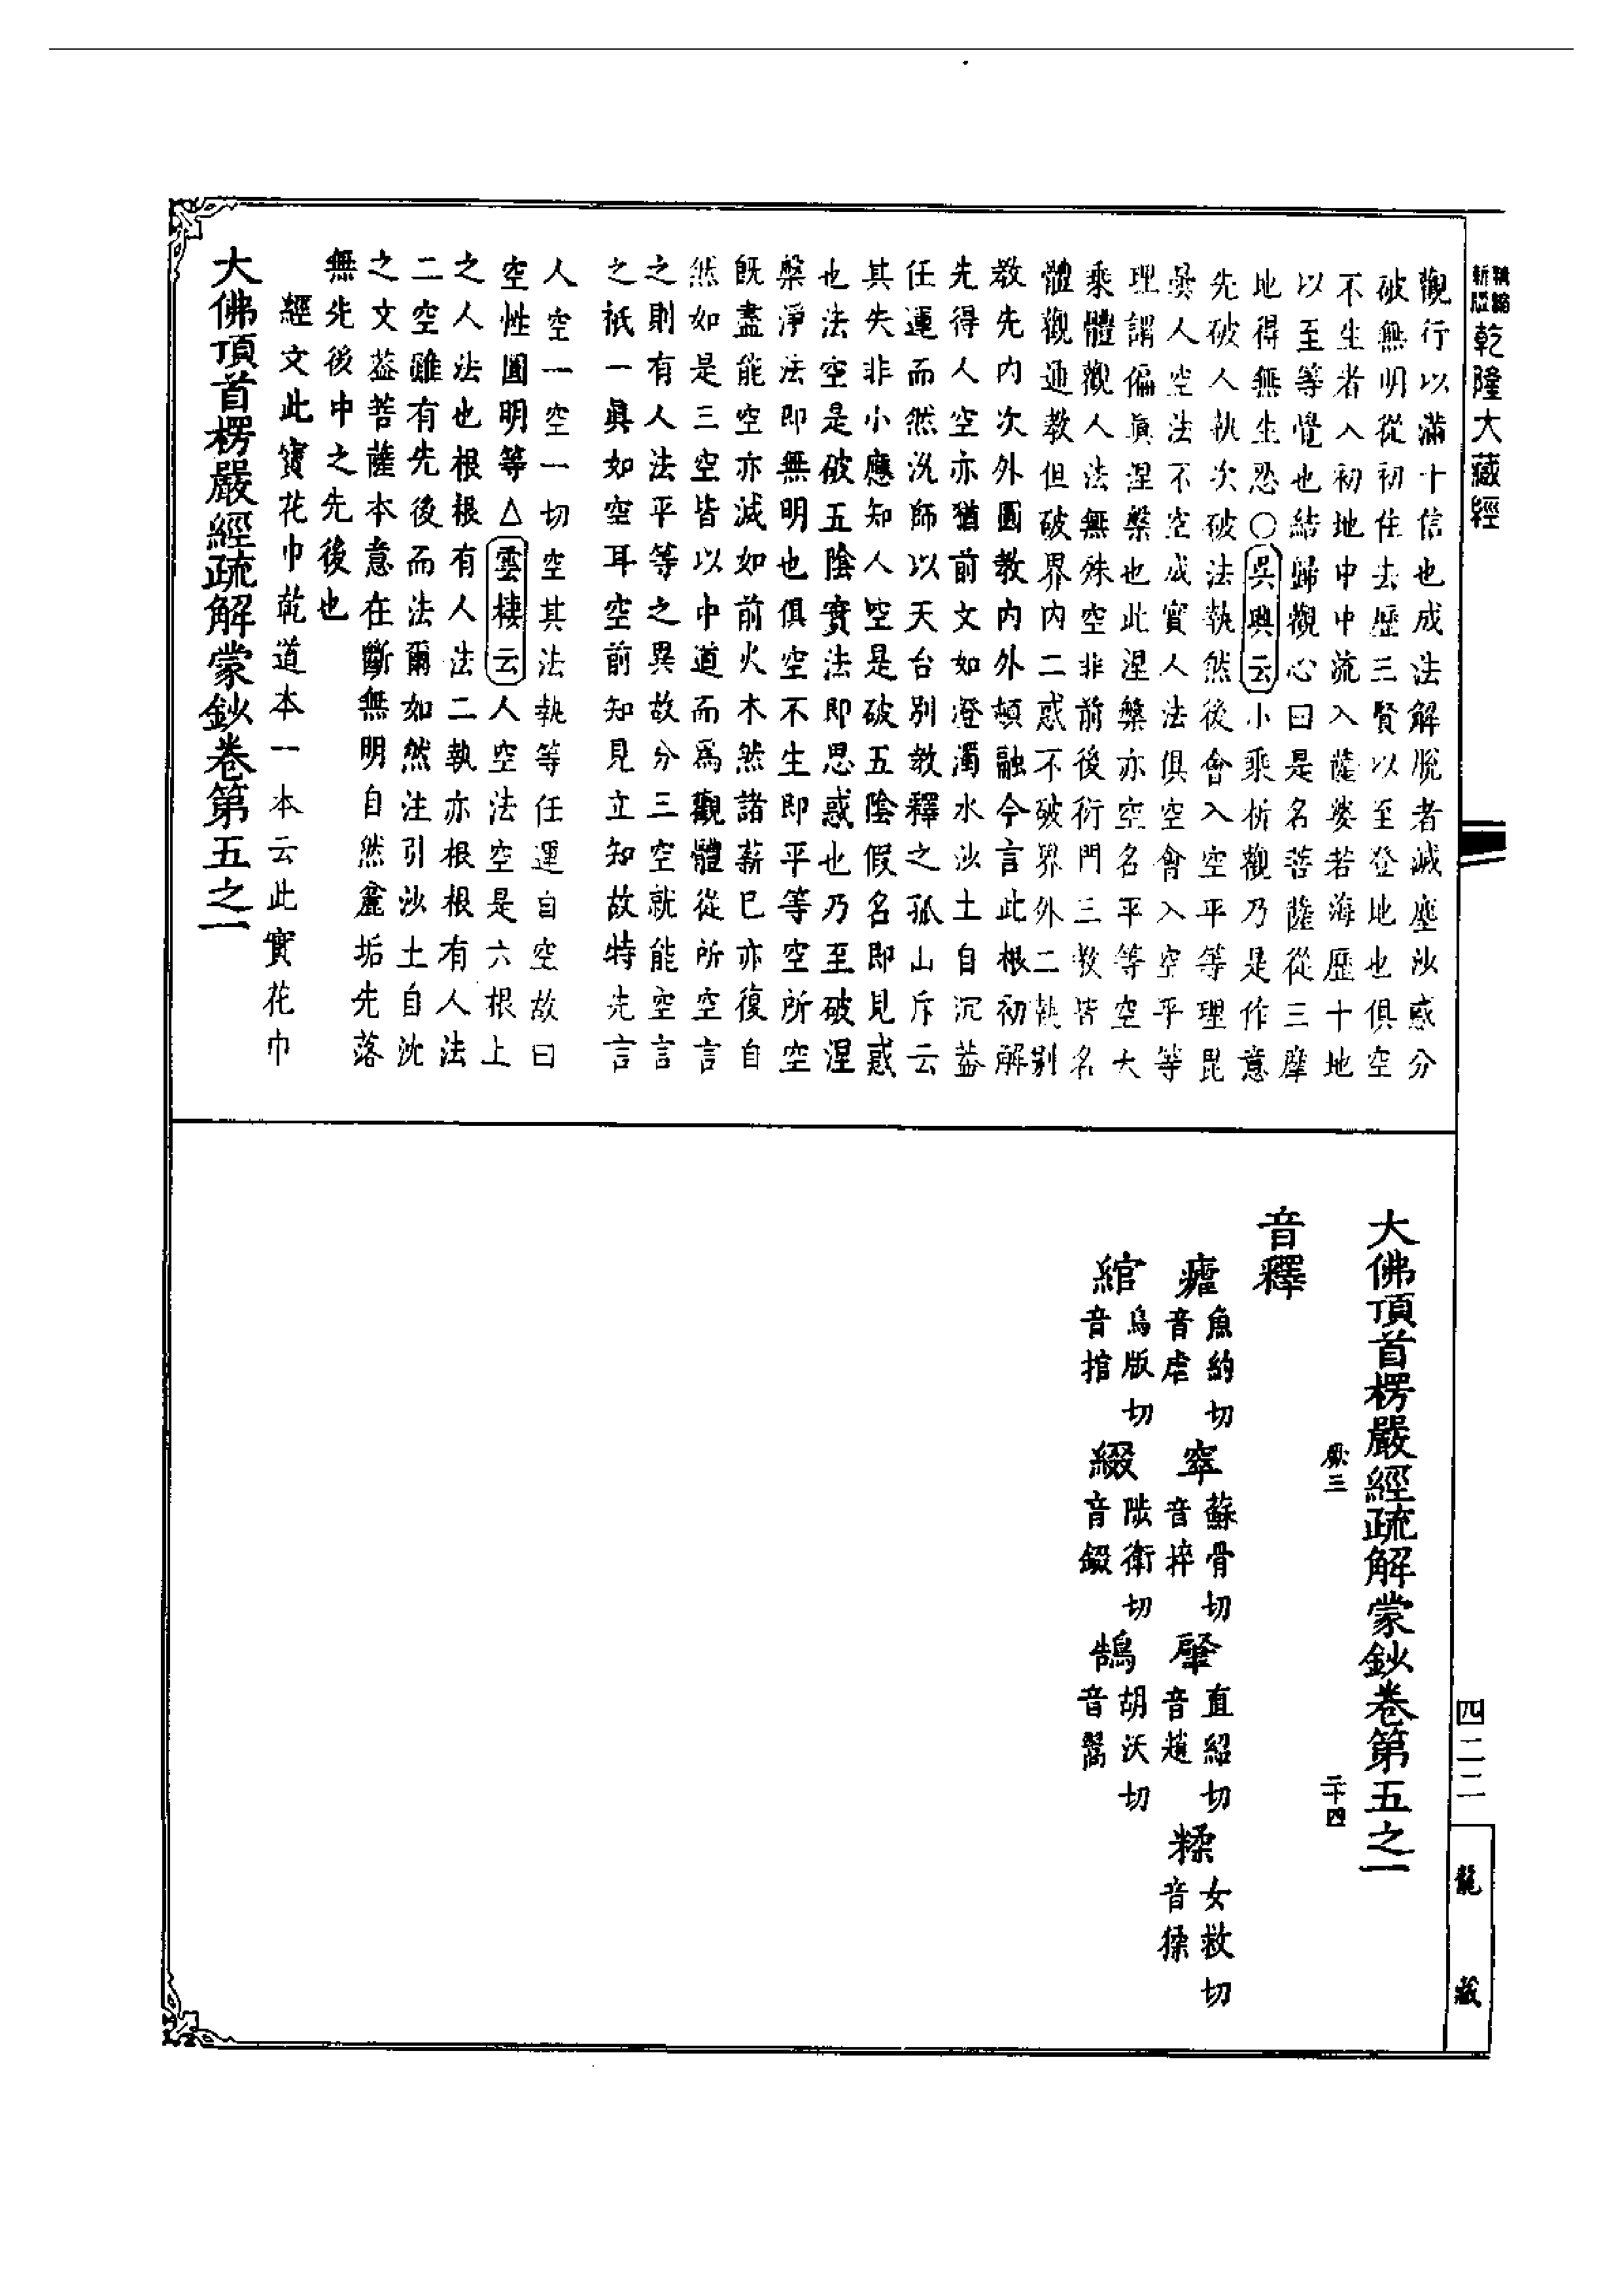 乾隆大藏經
觀行以滿十信也成法解脫者滅塵沙惑分
破無明從初住去歷三賢以至登地也俱空
不生者入初地中中流入薩婆若海歷十地
以至等覺也結歸觀心曰是名菩薩從三摩
地得無生忍○吳興云小乘析觀乃是作意
先破人執次破法執然後會入空平等理毘
曇人空法不空成實人法俱空會入空平等
理謂偏真涅槃也此涅槃亦空名平等空大
乘體觀人法無殊空非前後衍門三教皆名
體觀通教但破界內二惑不破界外二執別
教先內次外圓教內外頓融今言此根初解
先得人空亦猶前文如澄濁水沙土自沉葢
任運而然況師以天台別教釋之孤山斥云
其失非小應知人空是破五陰假名即見惑
也法空是破五陰實法即思惑也乃至破涅
槃淨法即無明也俱空不生即平等空所空
既盡能空亦滅如前火木然諸薪已亦復自
然如是三空皆以中道而為觀體從所空言
之則有人法平等之異故分三空就能空言
之祇一真如空耳空前知見立知故特先言
人空一空一切空其法執等任運自空故曰
空性圓明等△雲棲云人空法空是六根上
之人法也根根有人法二執亦根根有人法
二空雖有先後而法爾如然注引沙土自沈
之文葢菩薩本意在斷無明自然麤垢先落
無先後中之先後也
經文此寶花巾乾道本一本云此實花巾
大佛頂首楞嚴經疏解蒙鈔卷第五之一
大佛頂首楞嚴經疏解蒙鈔卷第五之一
三 二十四
音釋
瘧魚約切音虐 窣蘇骨切音捽 肇直紹切音趙 糅女救切音猱
綰烏版切音捾 綴陟衛切音錣 鵠胡沃切音翯
四二二
龍藏